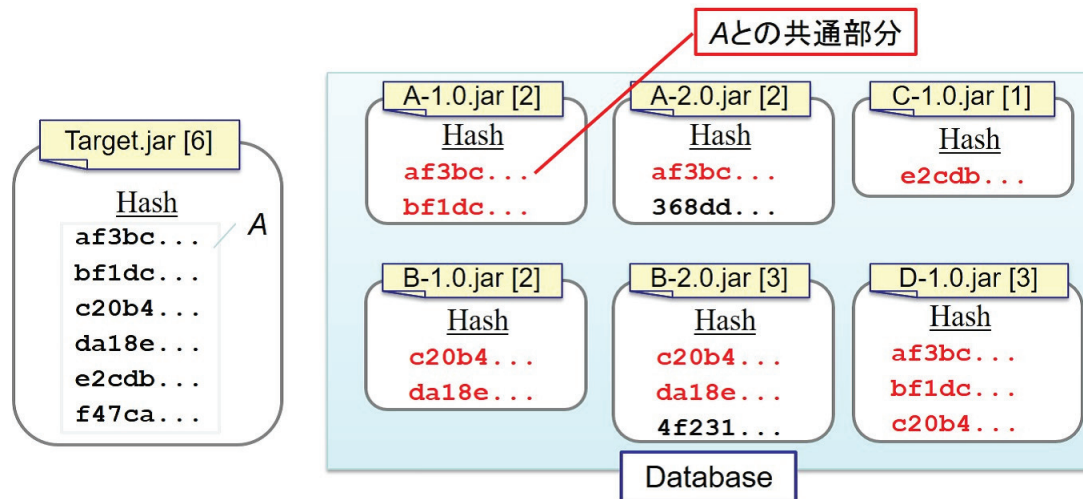 Aとの共通部分
Target.jar [6]
Hash
af3bc...
bf1dc...
c20b4...
da18e...
e2cdb...
f47ca...
A
A-1.0.jar [2]
Hash
af3bc...
bf1dc...
A-2.0.jar [2]
Hash
af3bc...
368dd...
C-1.0.jar [1]
Hash
e2cdb...
B-1.0.jar [2]
Hash
c20b4...
da18e...
B-2.0.jar [3]
Hash
c20b4...
da18e...
4f231...
D-1.0.jar [3]
Hash
af3bc...
bf1dc...
c20b4...
Database